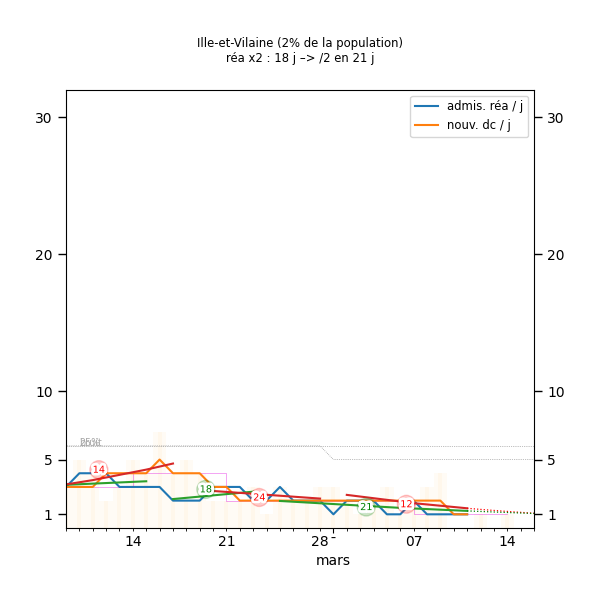 Ille-et-Vilaine (2% de la population)
réa x2 : 18 j –> /2 en 21 j
admis. réa / j
nouv. dc / j
30 30
20 20
10 10
5 5
1 1
14
18
24
21
12
14 21 28 07 14
mars